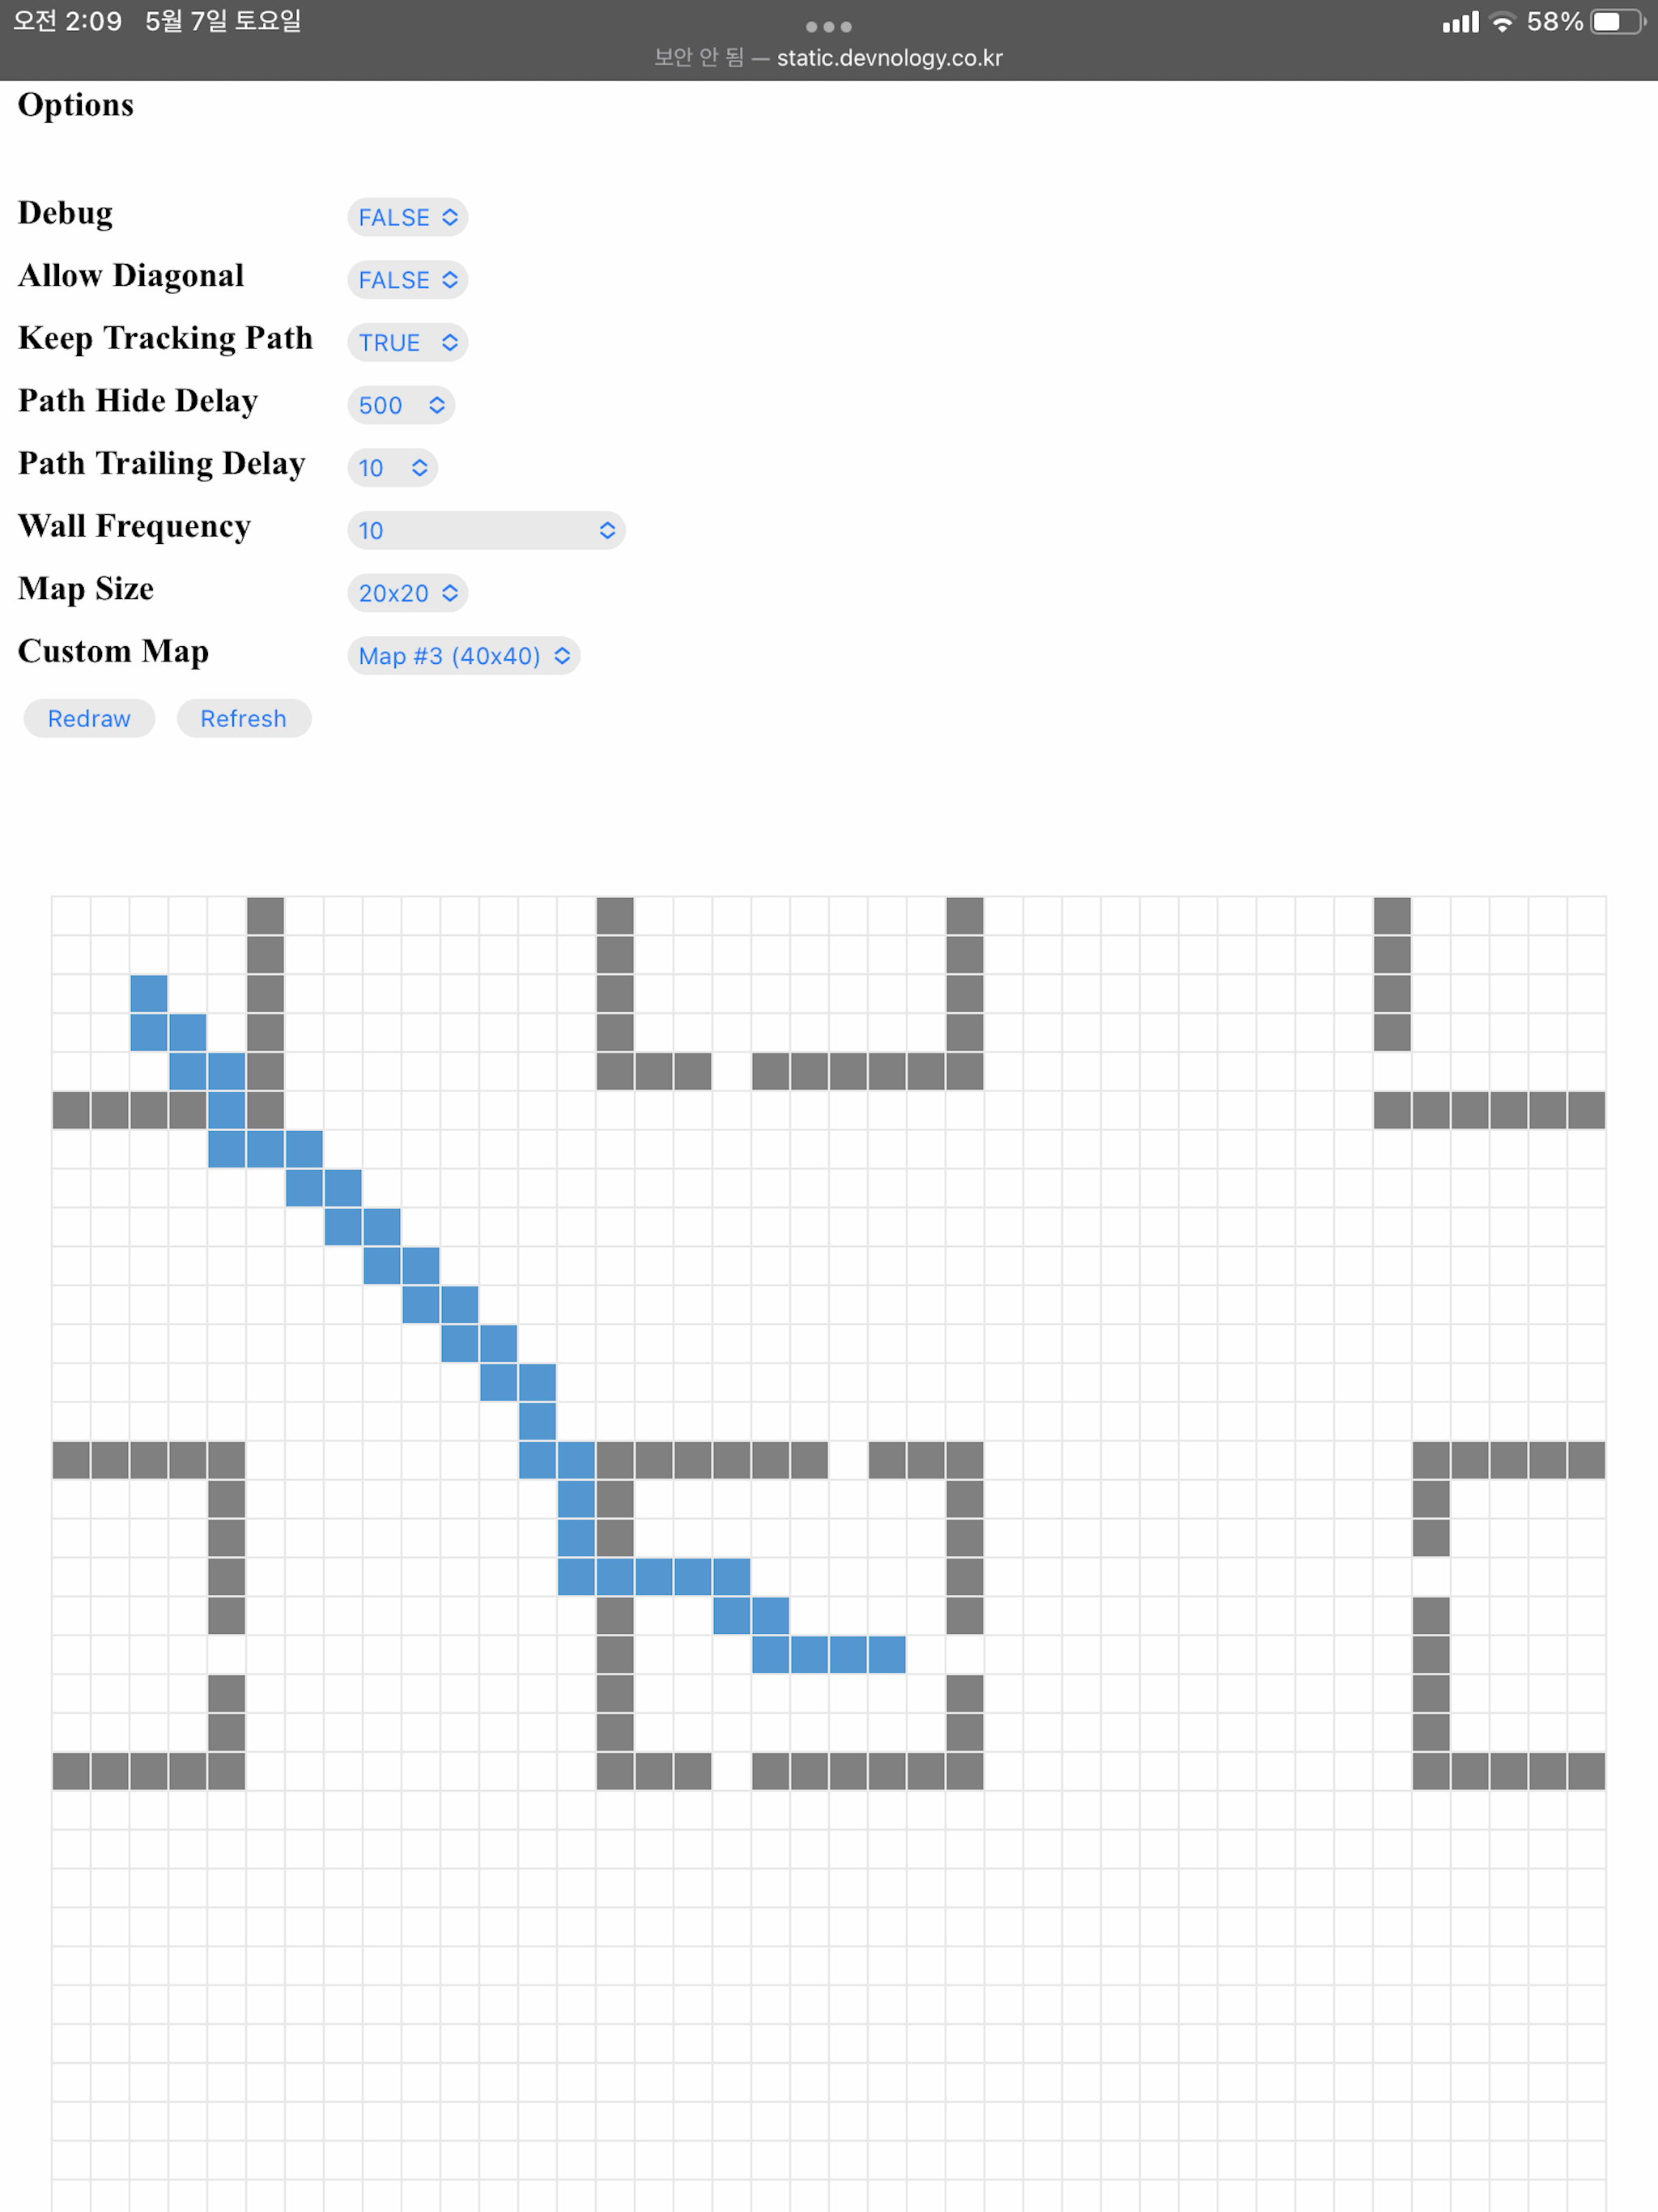 오전 2:09 5월 7일 토요일
58%
보안 안 됨 — static.devnology.co.kr
Options
Debug FALSE
Allow Diagonal FALSE
Keep Tracking Path TRUE
Path Hide Delay 500
Path Trailing Delay 10
Wall Frequency 10
Map Size 20x20
Custom Map Map #3 (40x40)
Redraw Refresh